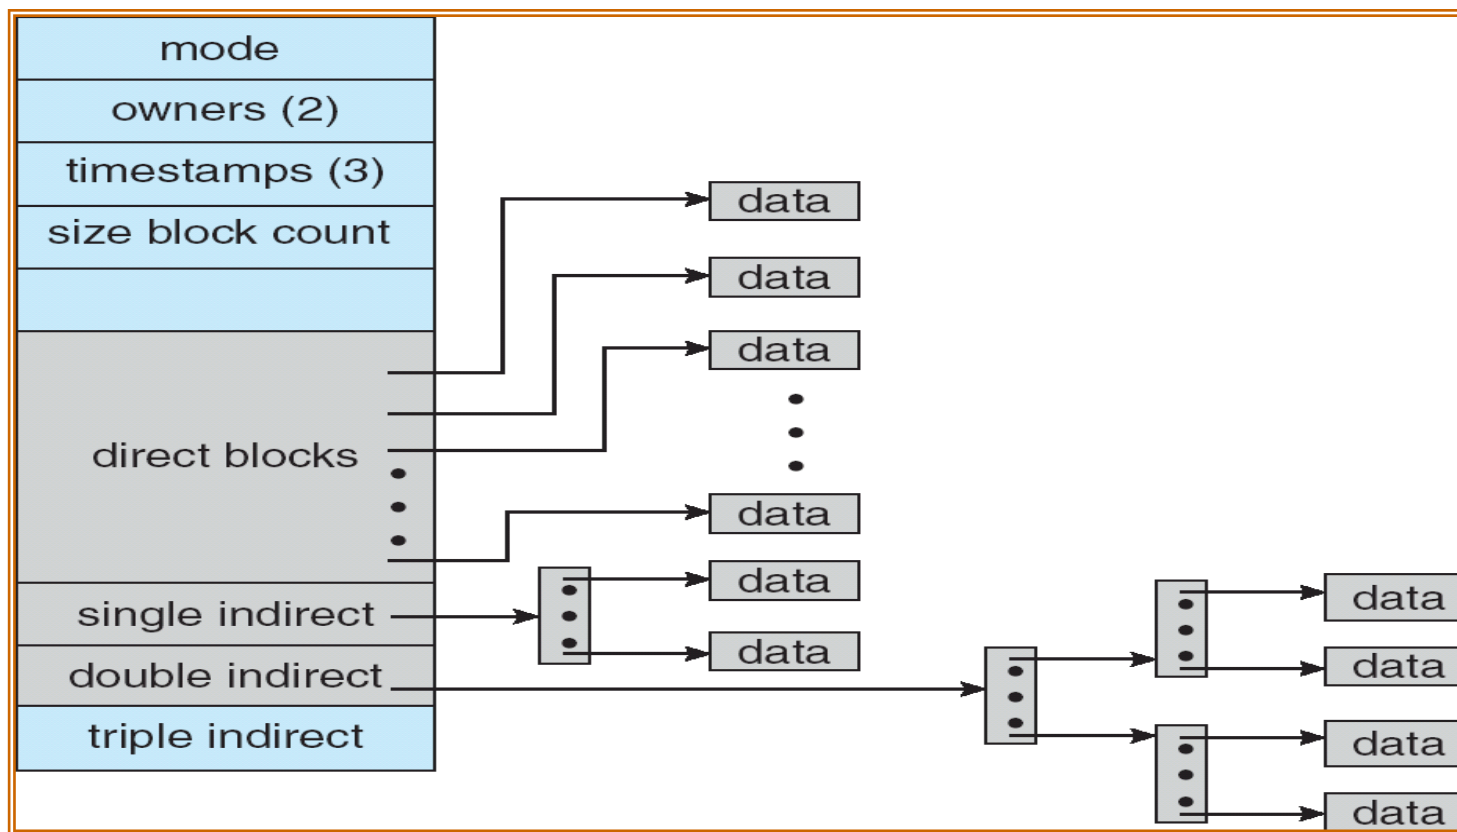 mode
owners (2)
timestamps (3)
size block count
data
data
data
direct blocks
data
data
single indirect
data
double indirect
triple indirect
data
data
data
data